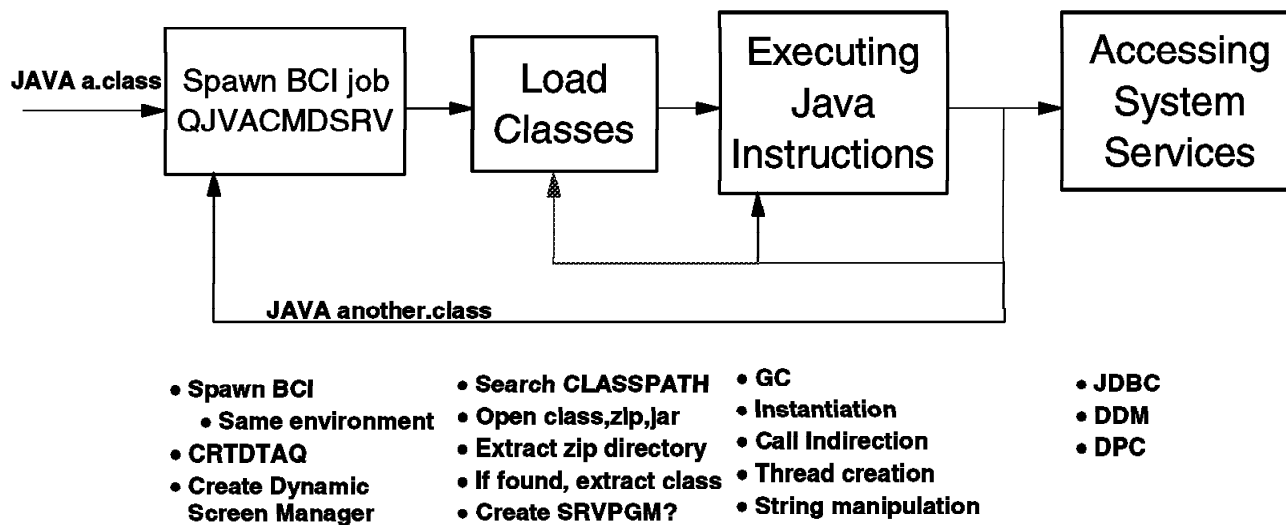 JAVA a.class
Spawn BCI job
QJVACMDSRV
Load
Classes
Executing
Java
Instructions
Accessing
System
Services
JAVA another.class
• Spawn BCI
• Same environment
• CRTDTAQ
• Create Dynamic
Screen Manager
• Search CLASSPATH
• Open class,zip,jar
• Extract zip directory
• If found, extract class
• Create SRVPGM?
• GC
• Instantiation
• Call Indirection
• Thread creation
• String manipulation
• JDBC
• DDM
• DPC